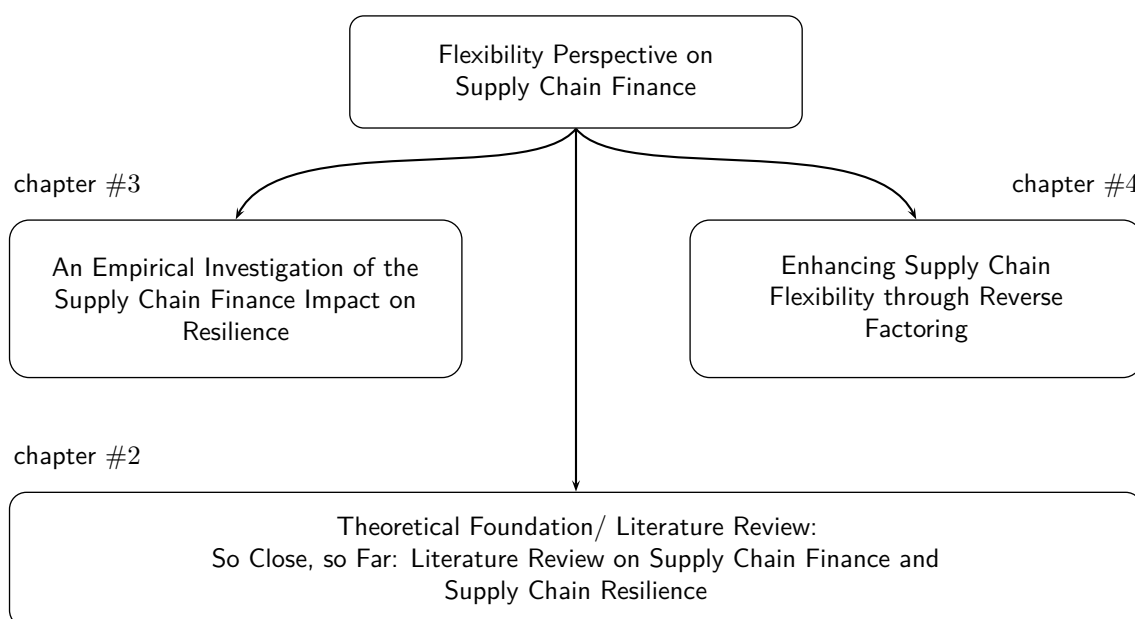 Flexibility Perspective on
Supply Chain Finance
chapter #3
chapter #4
An Empirical Investigation of the
Supply Chain Finance Impact on
Resilience
Enhancing Supply Chain
Flexibility through Reverse
Factoring
chapter #2
Theoretical Foundation/ Literature Review:
So Close, so Far: Literature Review on Supply Chain Finance and
Supply Chain Resilience